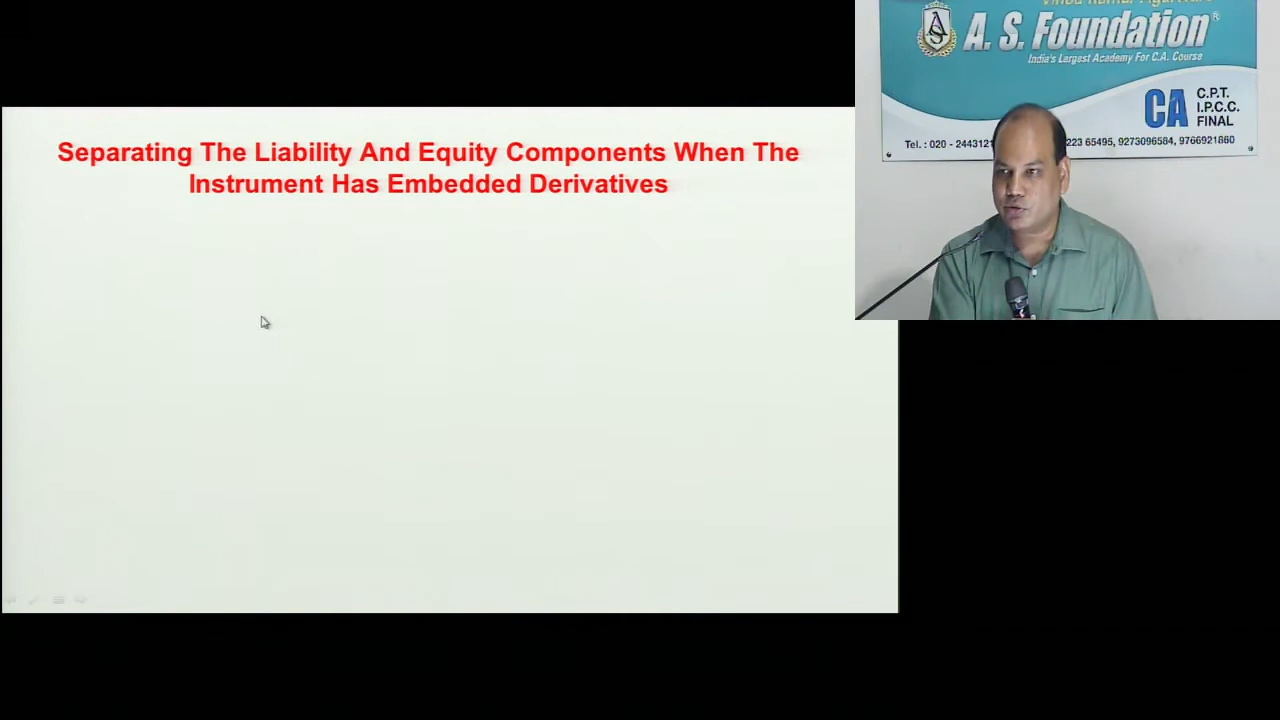 A. S. Foundation®
India's Largest Academy For C.A. Course
CA
C.P.T.
I.P.C.C.
FINAL
223 65495, 9273096584, 9766921860
Tel. : 020 - 2443121
Separating The Liability And Equity Components When The
Instrument Has Embedded Derivatives